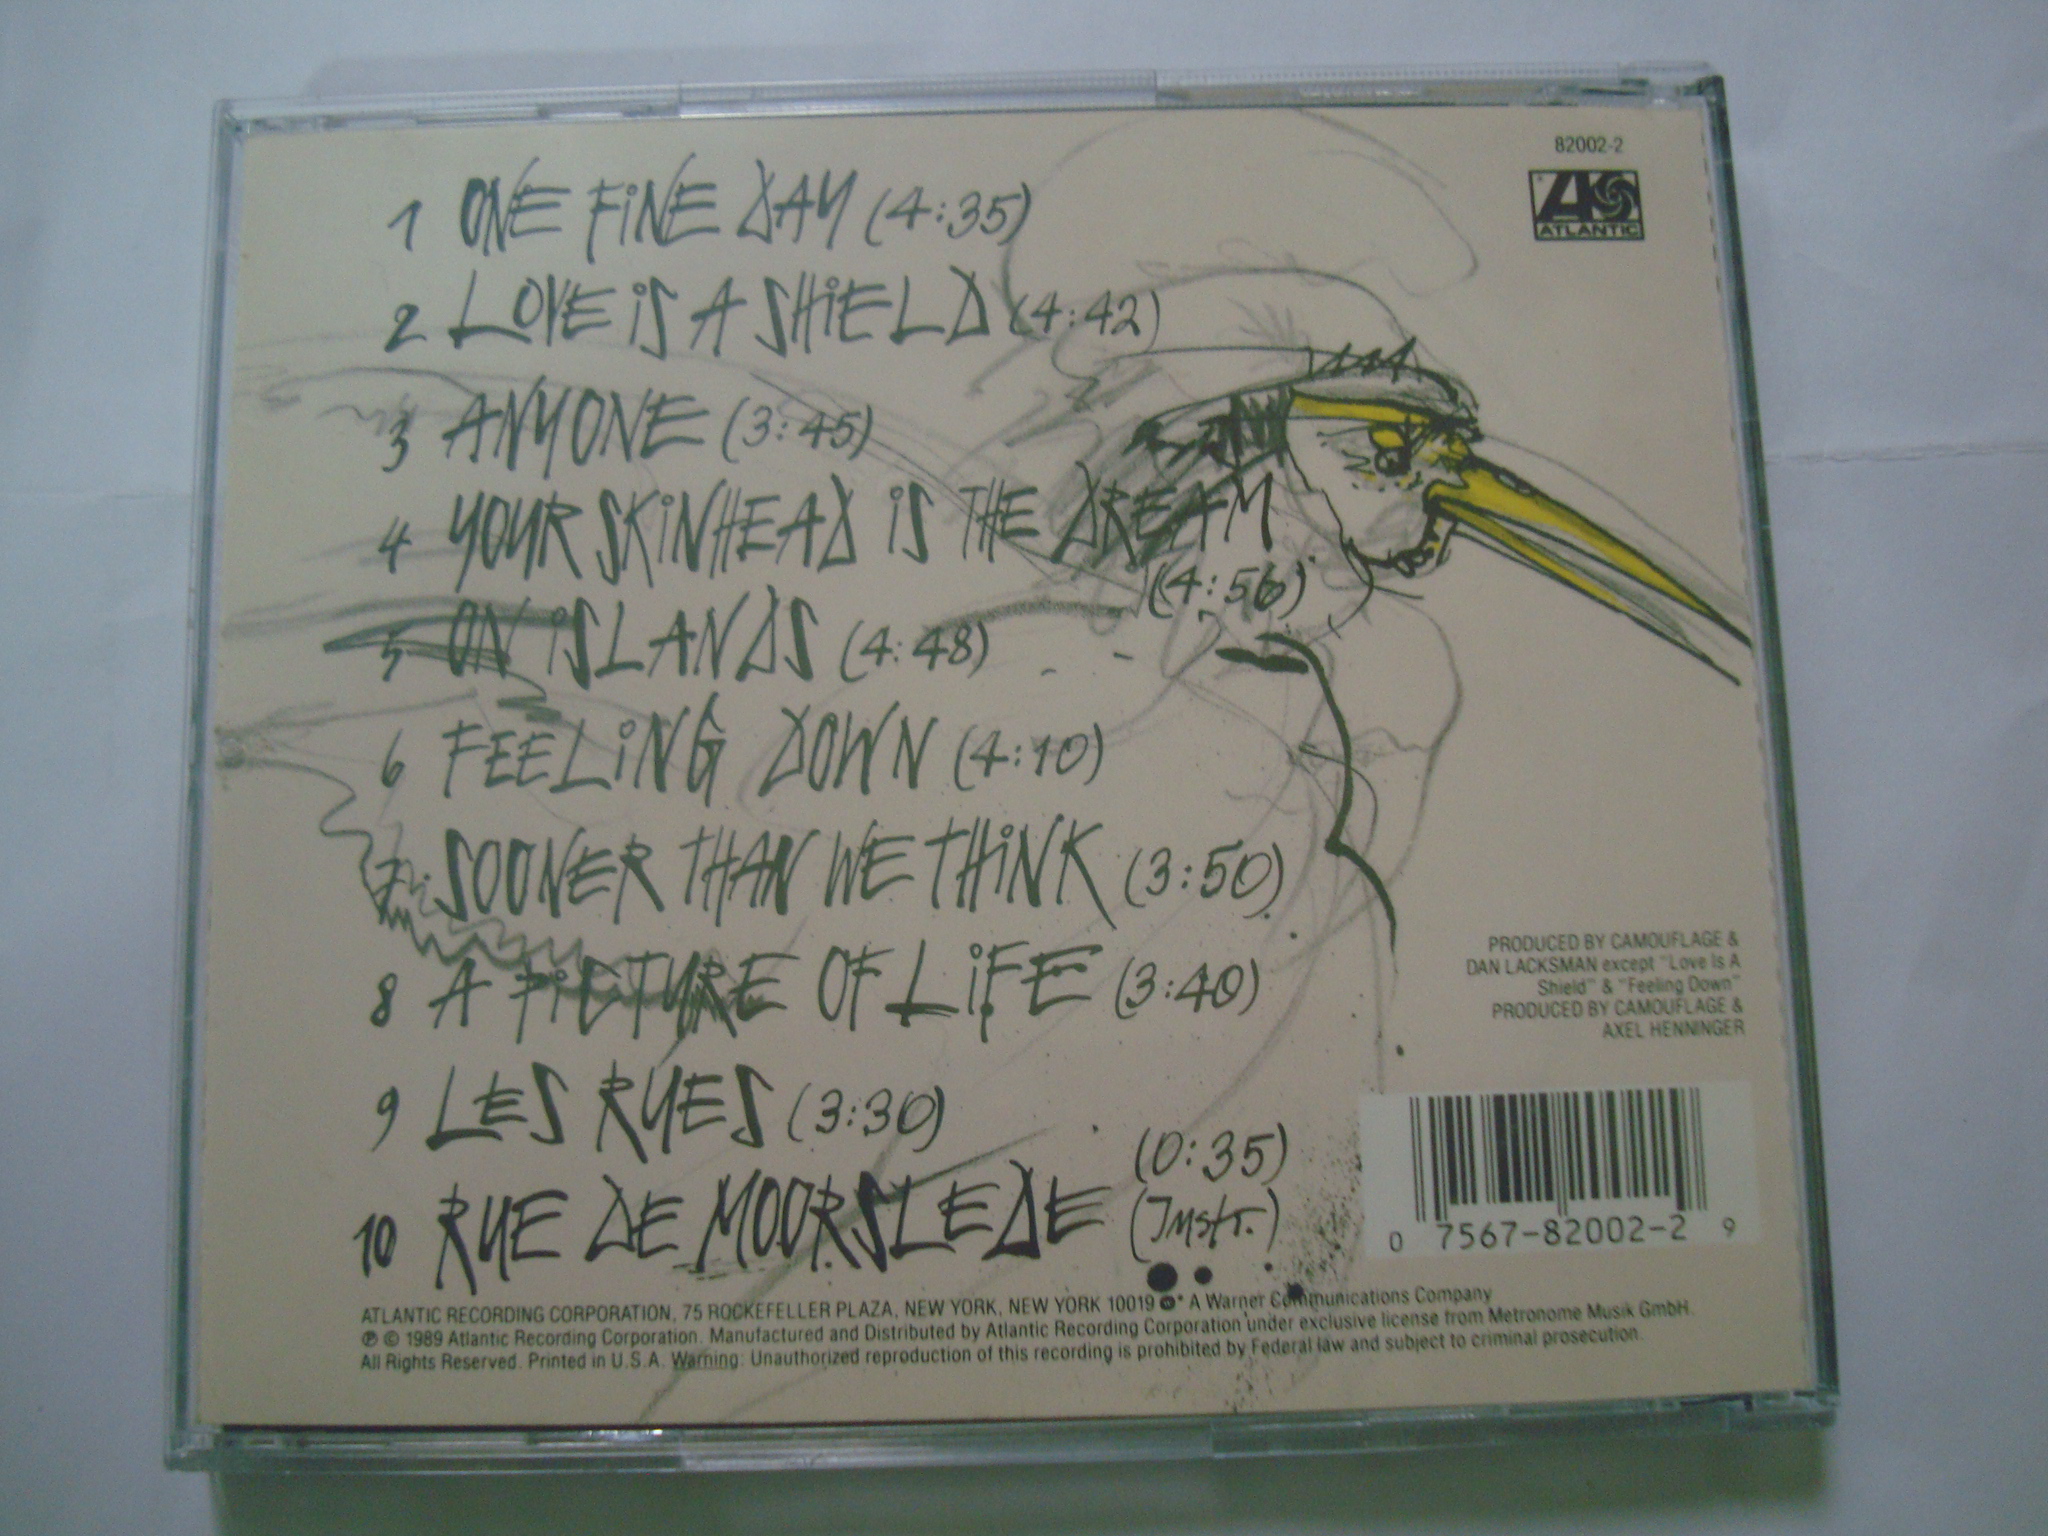 82002-2
ATLANTIC
1 ONE FINE DAY (4:35)
2 LOVE IS A SHIELD (4:42)
3 ANYONE (3:45)
4 YOUR SKINHEAD IS THE DREAM
(4:56)
5 ON ISLANDS (4:48)
6 FEELING DOWN (4:10)
7 SOONER THAN WE THINK (3:50)
8 A PICTURE OF LIFE (3:40)
9 LES RUES (3:30)
10 RUE DE MOORSLEDE (0:35)
(Instr.)
PRODUCED BY CAMOUFLAGE &
DAN LACKSMAN except "Love Is A
Shield" & "Feeling Down"
PRODUCED BY CAMOUFLAGE &
AXEL HENNINGER
0 7567-82002-2 9
ATLANTIC RECORDING CORPORATION, 75 ROCKEFELLER PLAZA, NEW YORK, NEW YORK 10019 A Warner Communications Company
℗ © 1989 Atlantic Recording Corporation. Manufactured and Distributed by Atlantic Recording Corporation under exclusive license from Metronome Musik GmbH.
All Rights Reserved. Printed in U.S.A. Warning: Unauthorized reproduction of this recording is prohibited by Federal law and subject to criminal prosecution.